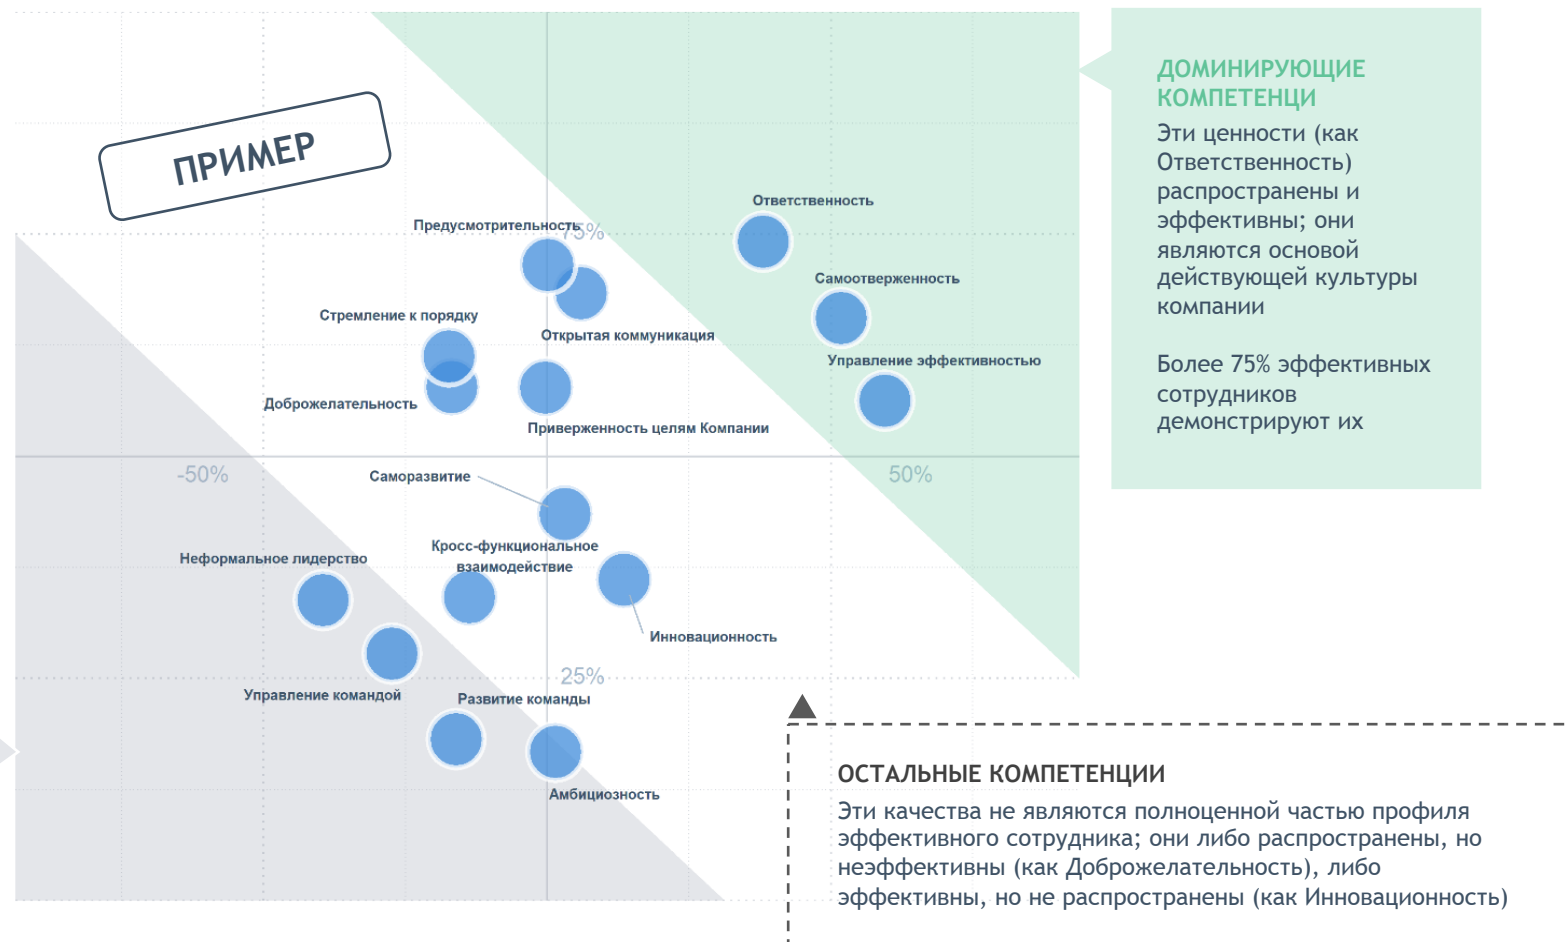 ПРИМЕР
Ответственность
Предусмотрительность
75%
Самоотверженность
Стремление к порядку
Открытая коммуникация
Управление эффективностью
Доброжелательность
Приверженность целям Компании
-50%
50%
Саморазвитие
Кросс-функциональное
взаимодействие
Неформальное лидерство
Инновационность
25%
Управление командой
Развитие команды
Амбициозность
ДОМИНИРУЮЩИЕ
КОМПЕТЕНЦИ
Эти ценности (как
Ответственность)
распространены и
эффективны; они
являются основой
действующей культуры
компании
Более 75% эффективных
сотрудников
демонстрируют их
ОСТАЛЬНЫЕ КОМПЕТЕНЦИИ
Эти качества не являются полноценной частью профиля
эффективного сотрудника; они либо распространены, но
неэффективны (как Доброжелательность), либо
эффективны, но не распространены (как Инновационность)